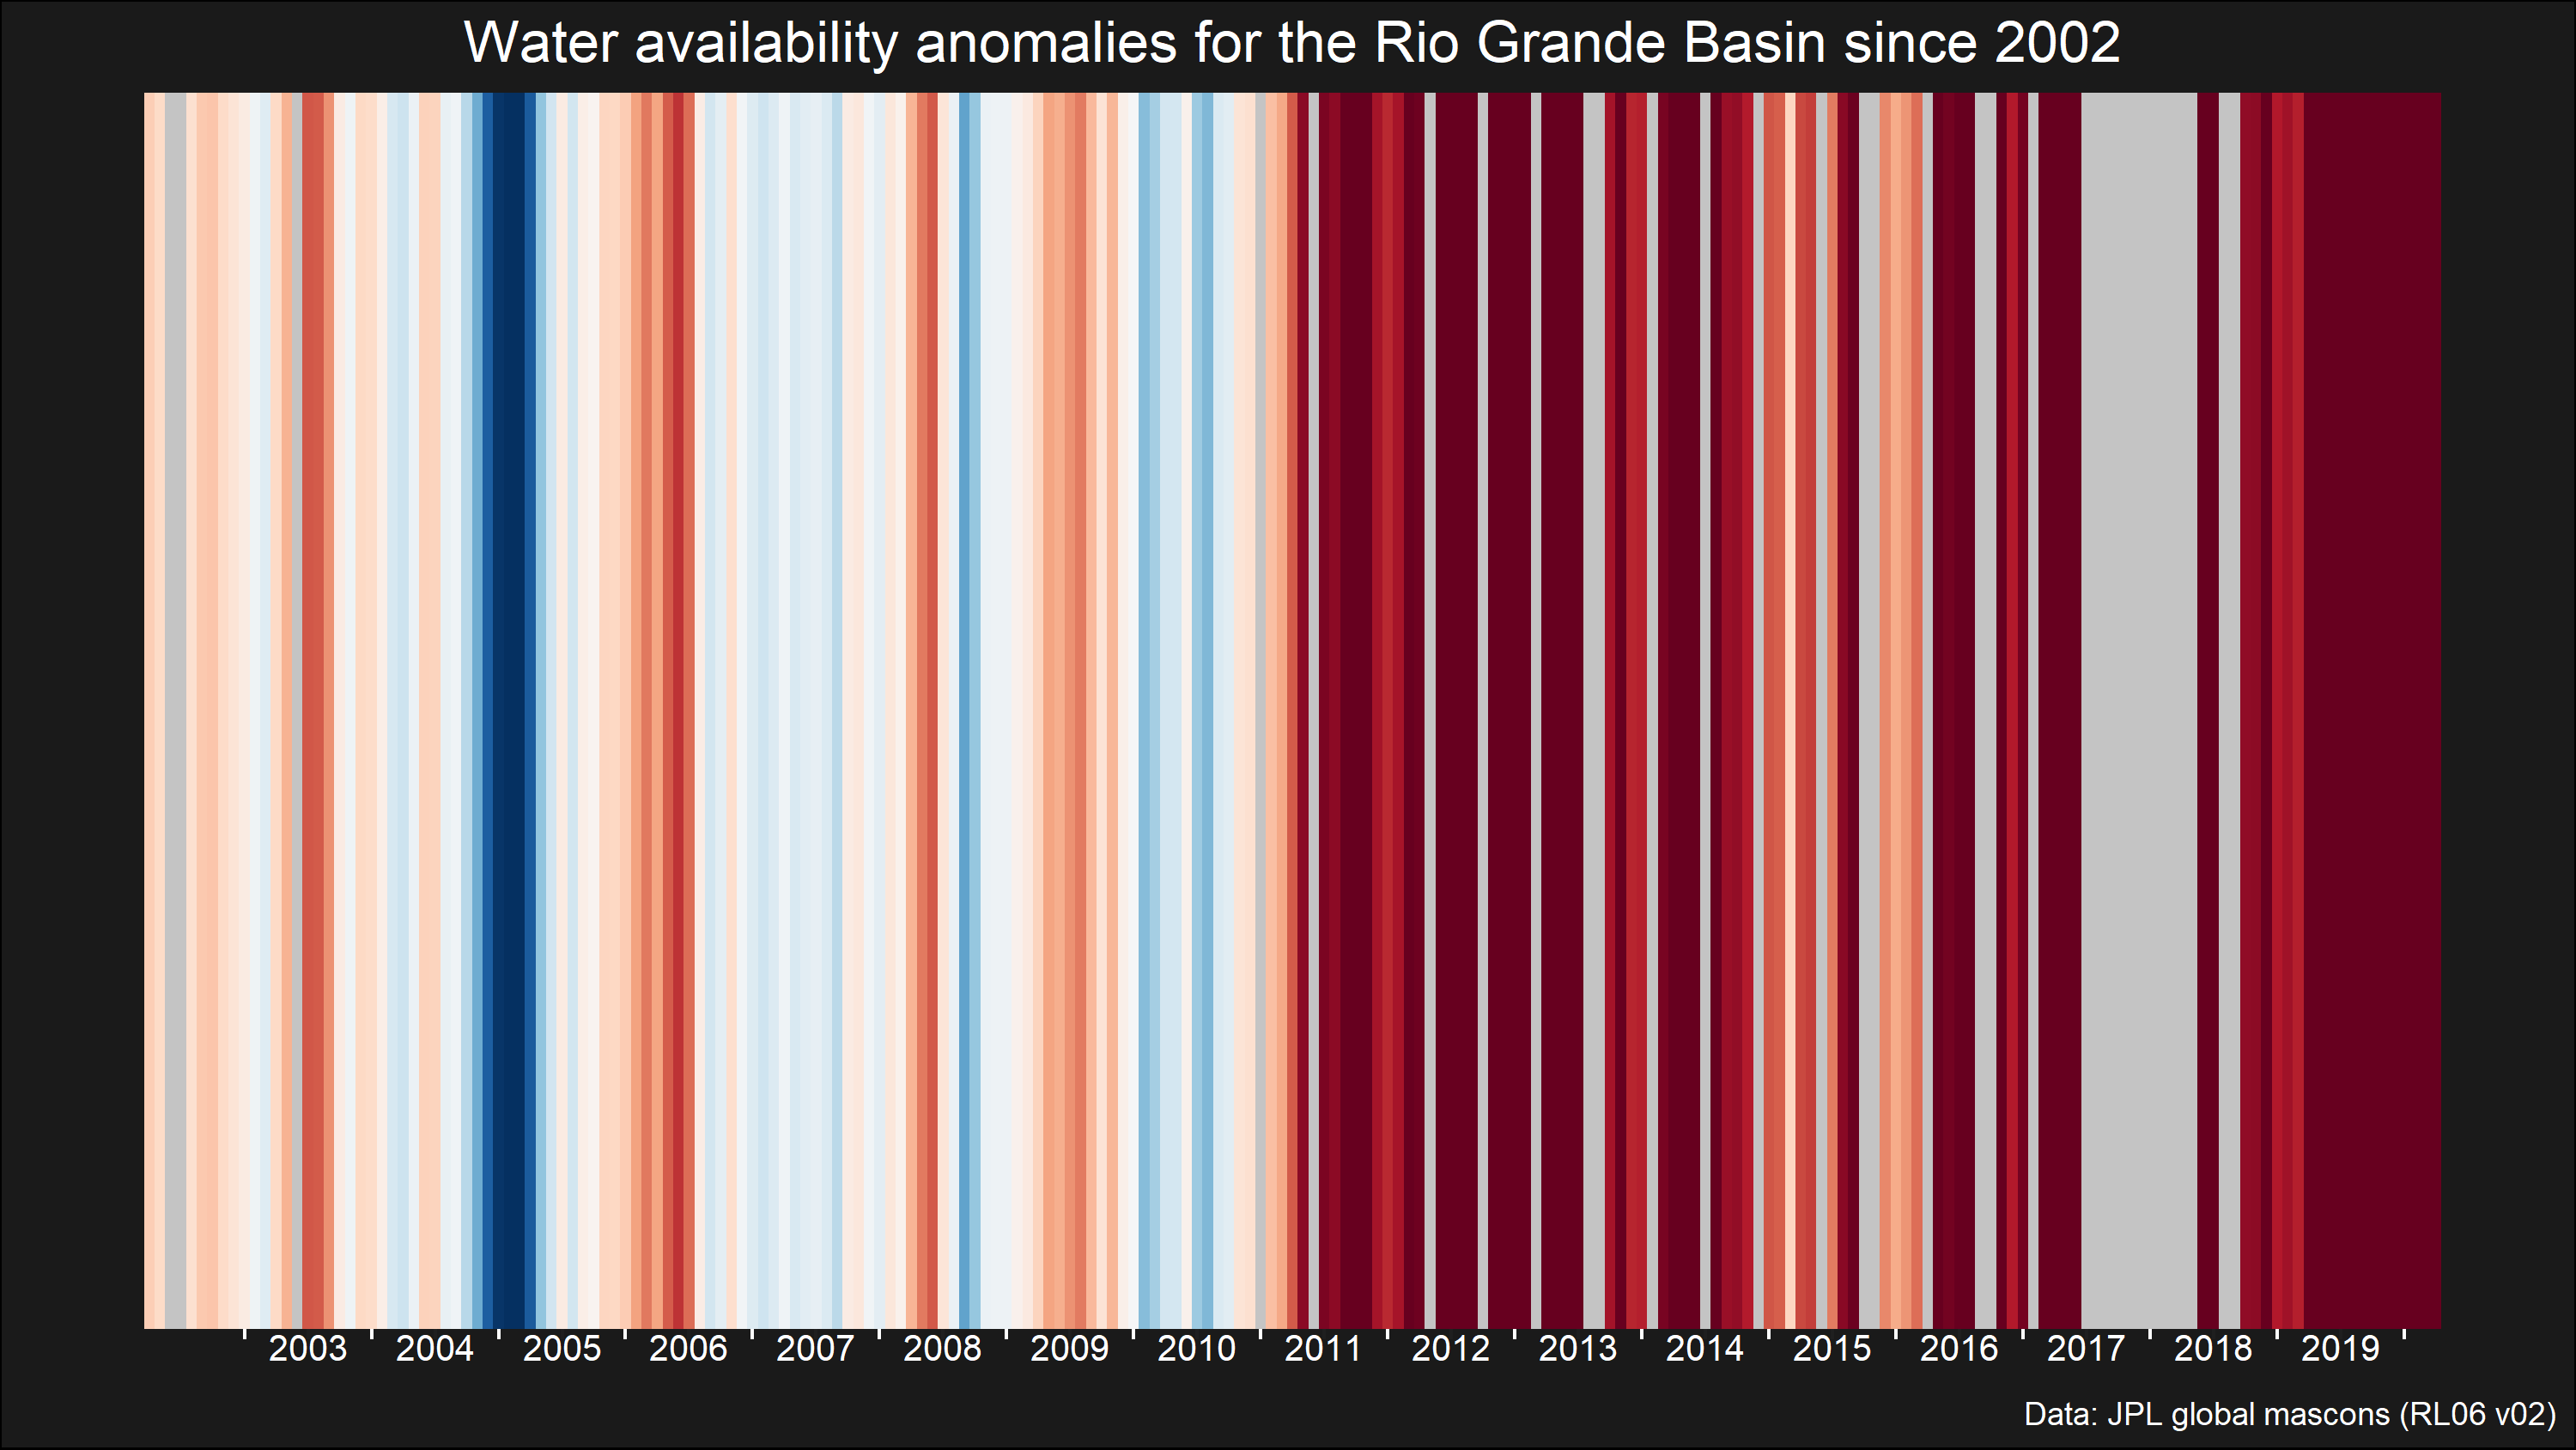 Water availability anomalies for the Rio Grande Basin since 2002
2003 2004 2005 2006 2007 2008 2009 2010 2011 2012 2013 2014 2015 2016 2017 2018 2019
Data: JPL global mascons (RL06 v02)